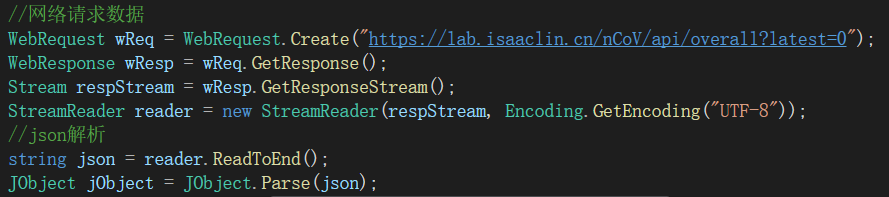 //网络请求数据
WebRequest wReq = WebRequest.Create("https://lab.isaaclin.cn/nCoV/api/overall?latest=0");
WebResponse wResp = wReq.GetResponse();
Stream respStream = wResp.GetResponseStream();
StreamReader reader = new StreamReader(respStream, Encoding.GetEncoding("UTF-8"));
//json解析
string json = reader.ReadToEnd();
JObject jObject = JObject.Parse(json);